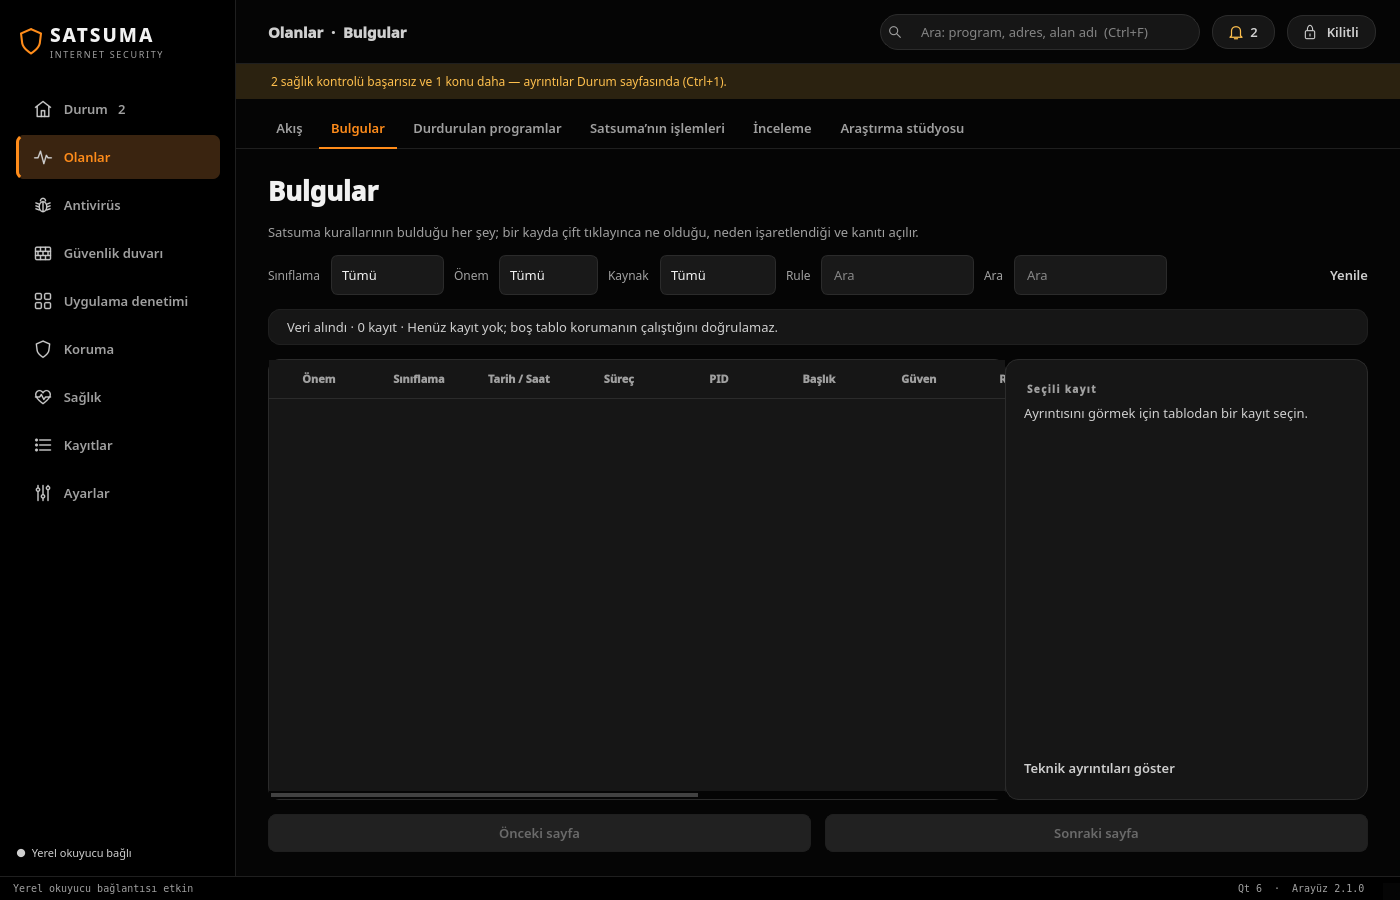 SATSUMA
INTERNET SECURITY
Durum 2
Olanlar
Antivirüs
Güvenlik duvarı
Uygulama denetimi
Koruma
Sağlık
Kayıtlar
Ayarlar
Yerel okuyucu bağlı
Olanlar · Bulgular
Ara: program, adres, alan adı (Ctrl+F)
2
Kilitli
2 sağlık kontrolü başarısız ve 1 konu daha — ayrıntılar Durum sayfasında (Ctrl+1).
Akış Bulgular Durdurulan programlar Satsuma’nın işlemleri İnceleme Araştırma stüdyosu
Bulgular
Satsuma kurallarının bulduğu her şey; bir kayda çift tıklayınca ne olduğu, neden işaretlendiği ve kanıtı açılır.
Sınıflama Tümü Önem Tümü Kaynak Tümü Rule Ara Ara Ara Yenile
Veri alındı · 0 kayıt · Henüz kayıt yok; boş tablo korumanın çalıştığını doğrulamaz.
Önem Sınıflama Tarih / Saat Süreç PID Başlık Güven
Seçili kayıt
Ayrıntısını görmek için tablodan bir kayıt seçin.
Teknik ayrıntıları göster
Önceki sayfa Sonraki sayfa
Yerel okuyucu bağlantısı etkin
Qt 6 · Arayüz 2.1.0